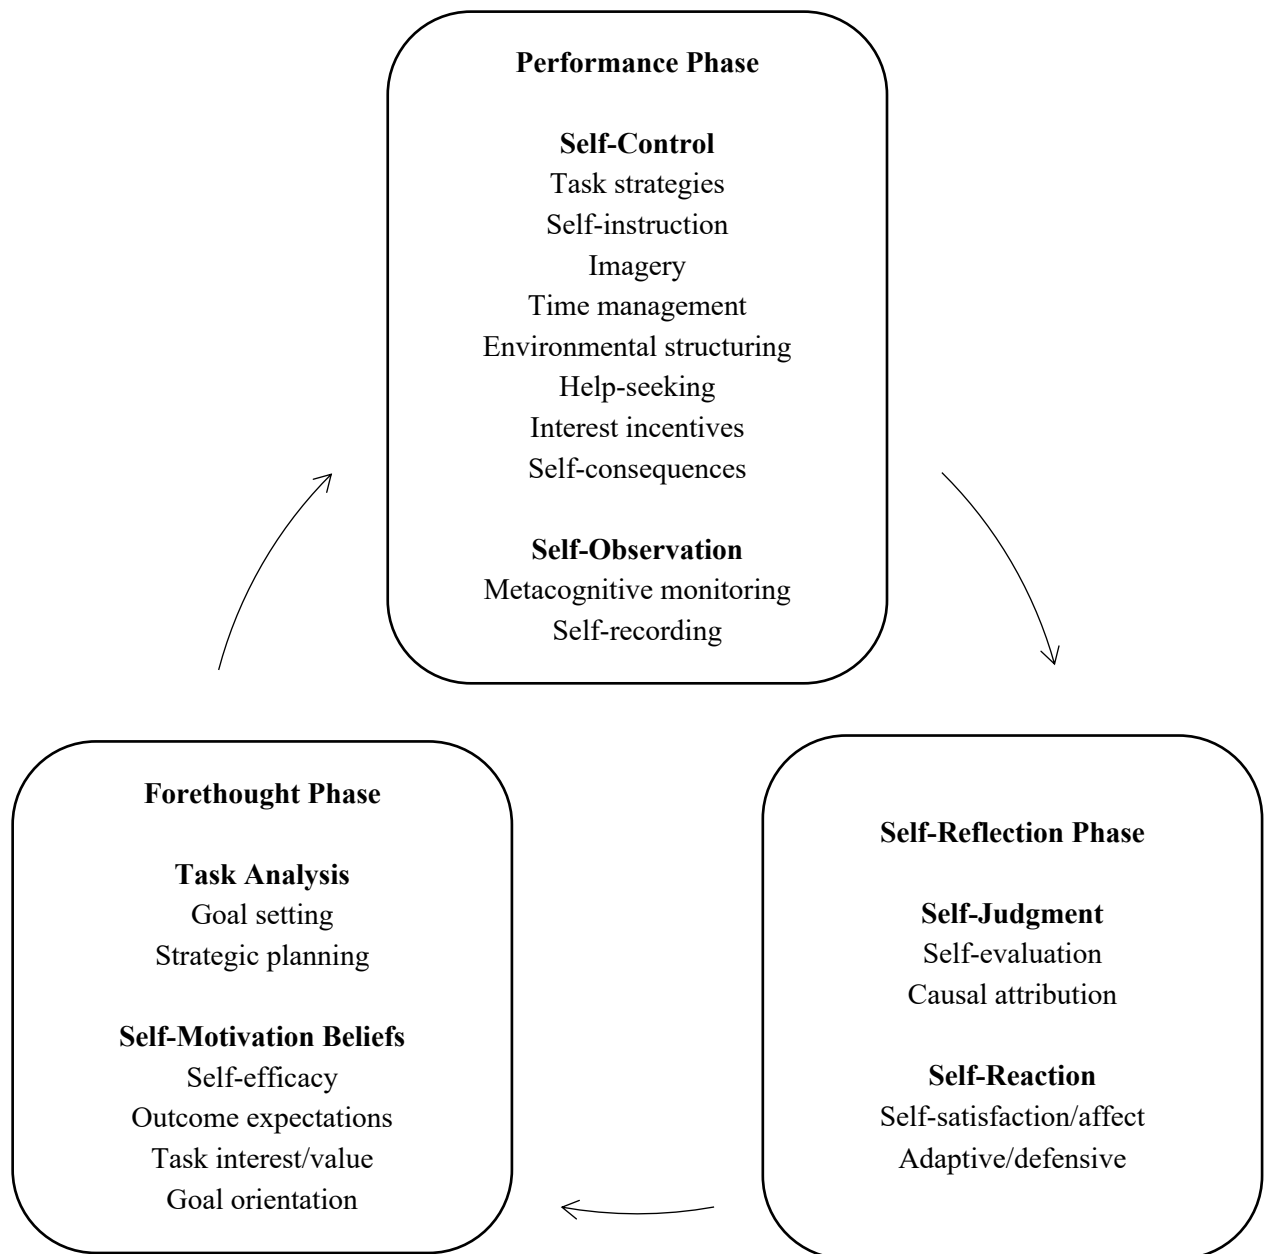 Performance Phase
Self-Control
Task strategies
Self-instruction
Imagery
Time management
Environmental structuring
Help-seeking
Interest incentives
Self-consequences
Self-Observation
Metacognitive monitoring
Self-recording
Forethought Phase
Task Analysis
Goal setting
Strategic planning
Self-Motivation Beliefs
Self-efficacy
Outcome expectations
Task interest/value
Goal orientation
Self-Reflection Phase
Self-Judgment
Self-evaluation
Causal attribution
Self-Reaction
Self-satisfaction/affect
Adaptive/defensive